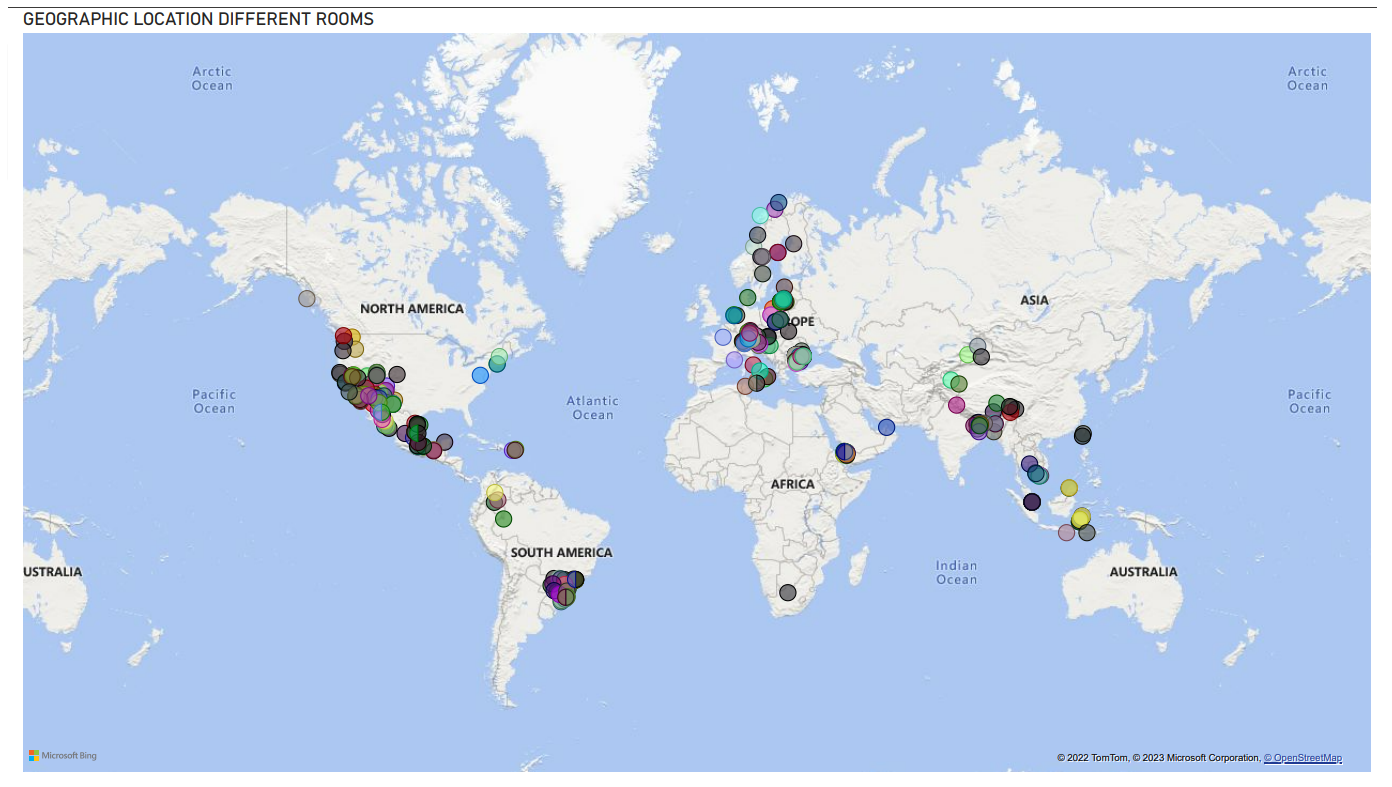 GEOGRAPHIC LOCATION DIFFERENT ROOMS
Arctic
Ocean
Arctic
Ocean
NORTH AMERICA
ASIA
OPE
Pacific
Ocean
Atlantic
Ocean
Pacific
Ocean
AFRICA
SOUTH AMERICA
USTRALIA
Indian
Ocean
AUSTRALIA
Microsoft Bing
© 2022 TomTom, © 2023 Microsoft Corporation, © OpenStreetMap